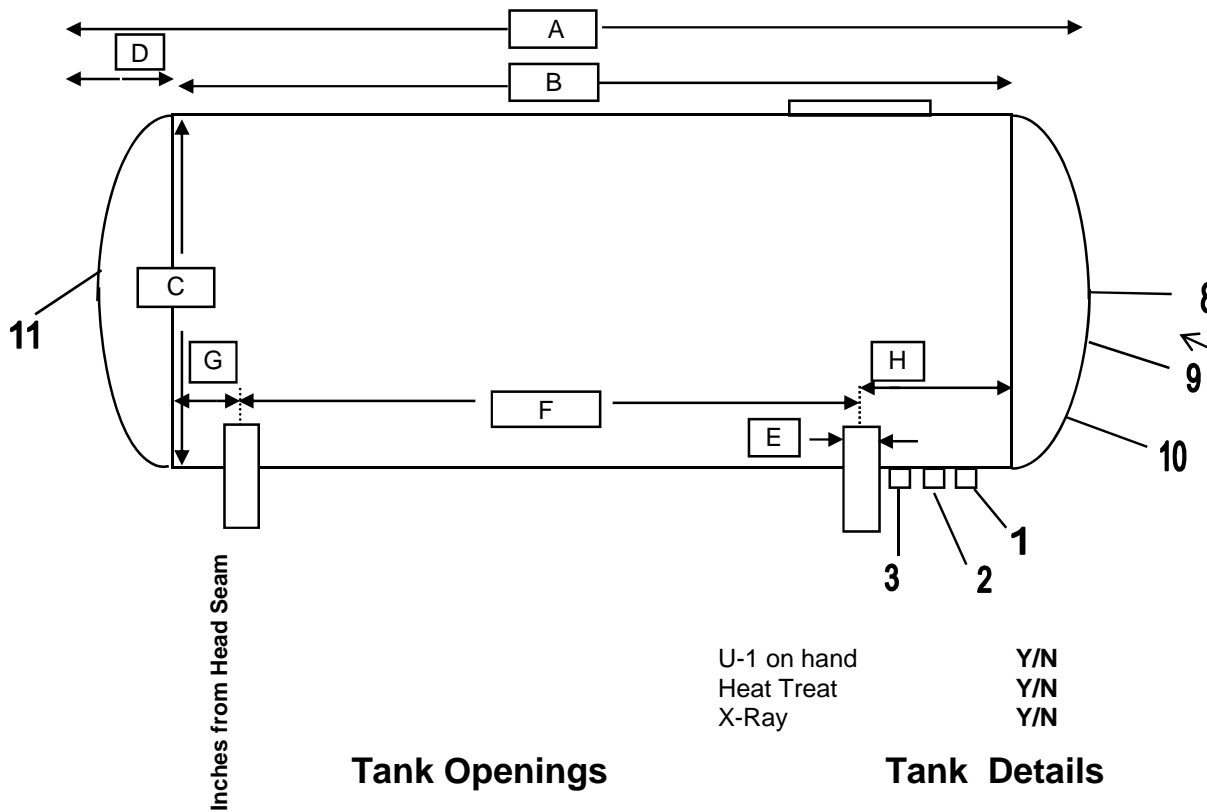 A
D
B
C
11
8
G
H
9
F
E
10
1
3
2
Inches from Head Seam
U-1 on hand Y/N
Heat Treat Y/N
X-Ray Y/N
Tank Openings Tank Details